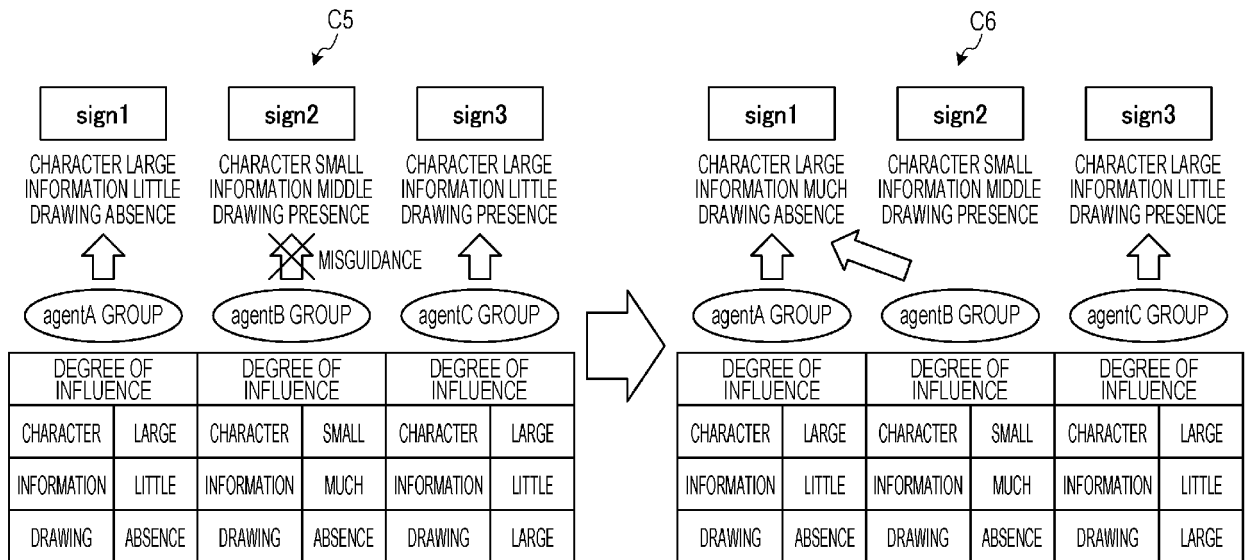 C5
sign1 sign2 sign3
CHARACTER LARGE CHARACTER SMALL CHARACTER LARGE
INFORMATION LITTLE INFORMATION MIDDLE INFORMATION LITTLE
DRAWING ABSENCE DRAWING PRESENCE DRAWING PRESENCE
MISGUIDANCE
agentA GROUP agentB GROUP agentC GROUP
DEGREE OF DEGREE OF DEGREE OF
INFLUENCE INFLUENCE INFLUENCE
CHARACTER LARGE CHARACTER SMALL CHARACTER LARGE
INFORMATION LITTLE INFORMATION MUCH INFORMATION LITTLE
DRAWING ABSENCE DRAWING ABSENCE DRAWING LARGE
C6
sign1 sign2 sign3
CHARACTER LARGE CHARACTER SMALL CHARACTER LARGE
INFORMATION MUCH INFORMATION MIDDLE INFORMATION LITTLE
DRAWING ABSENCE DRAWING PRESENCE DRAWING PRESENCE
agentA GROUP agentB GROUP agentC GROUP
DEGREE OF DEGREE OF DEGREE OF
INFLUENCE INFLUENCE INFLUENCE
CHARACTER LARGE CHARACTER SMALL CHARACTER LARGE
INFORMATION LITTLE INFORMATION MUCH INFORMATION LITTLE
DRAWING ABSENCE DRAWING ABSENCE DRAWING LARGE